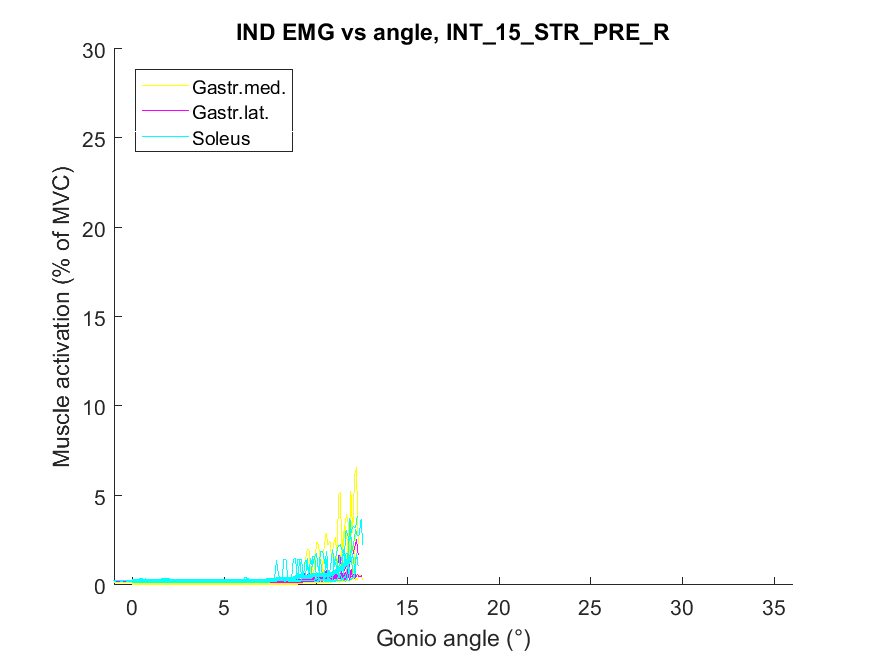 IND EMG vs angle, INT_15_STR_PRE_R
30
25
20
15
10
5
0
Muscle activation (% of MVC)
Gastr.med.
Gastr.lat.
Soleus
0 5 10 15 20 25 30 35
Gonio angle (°)